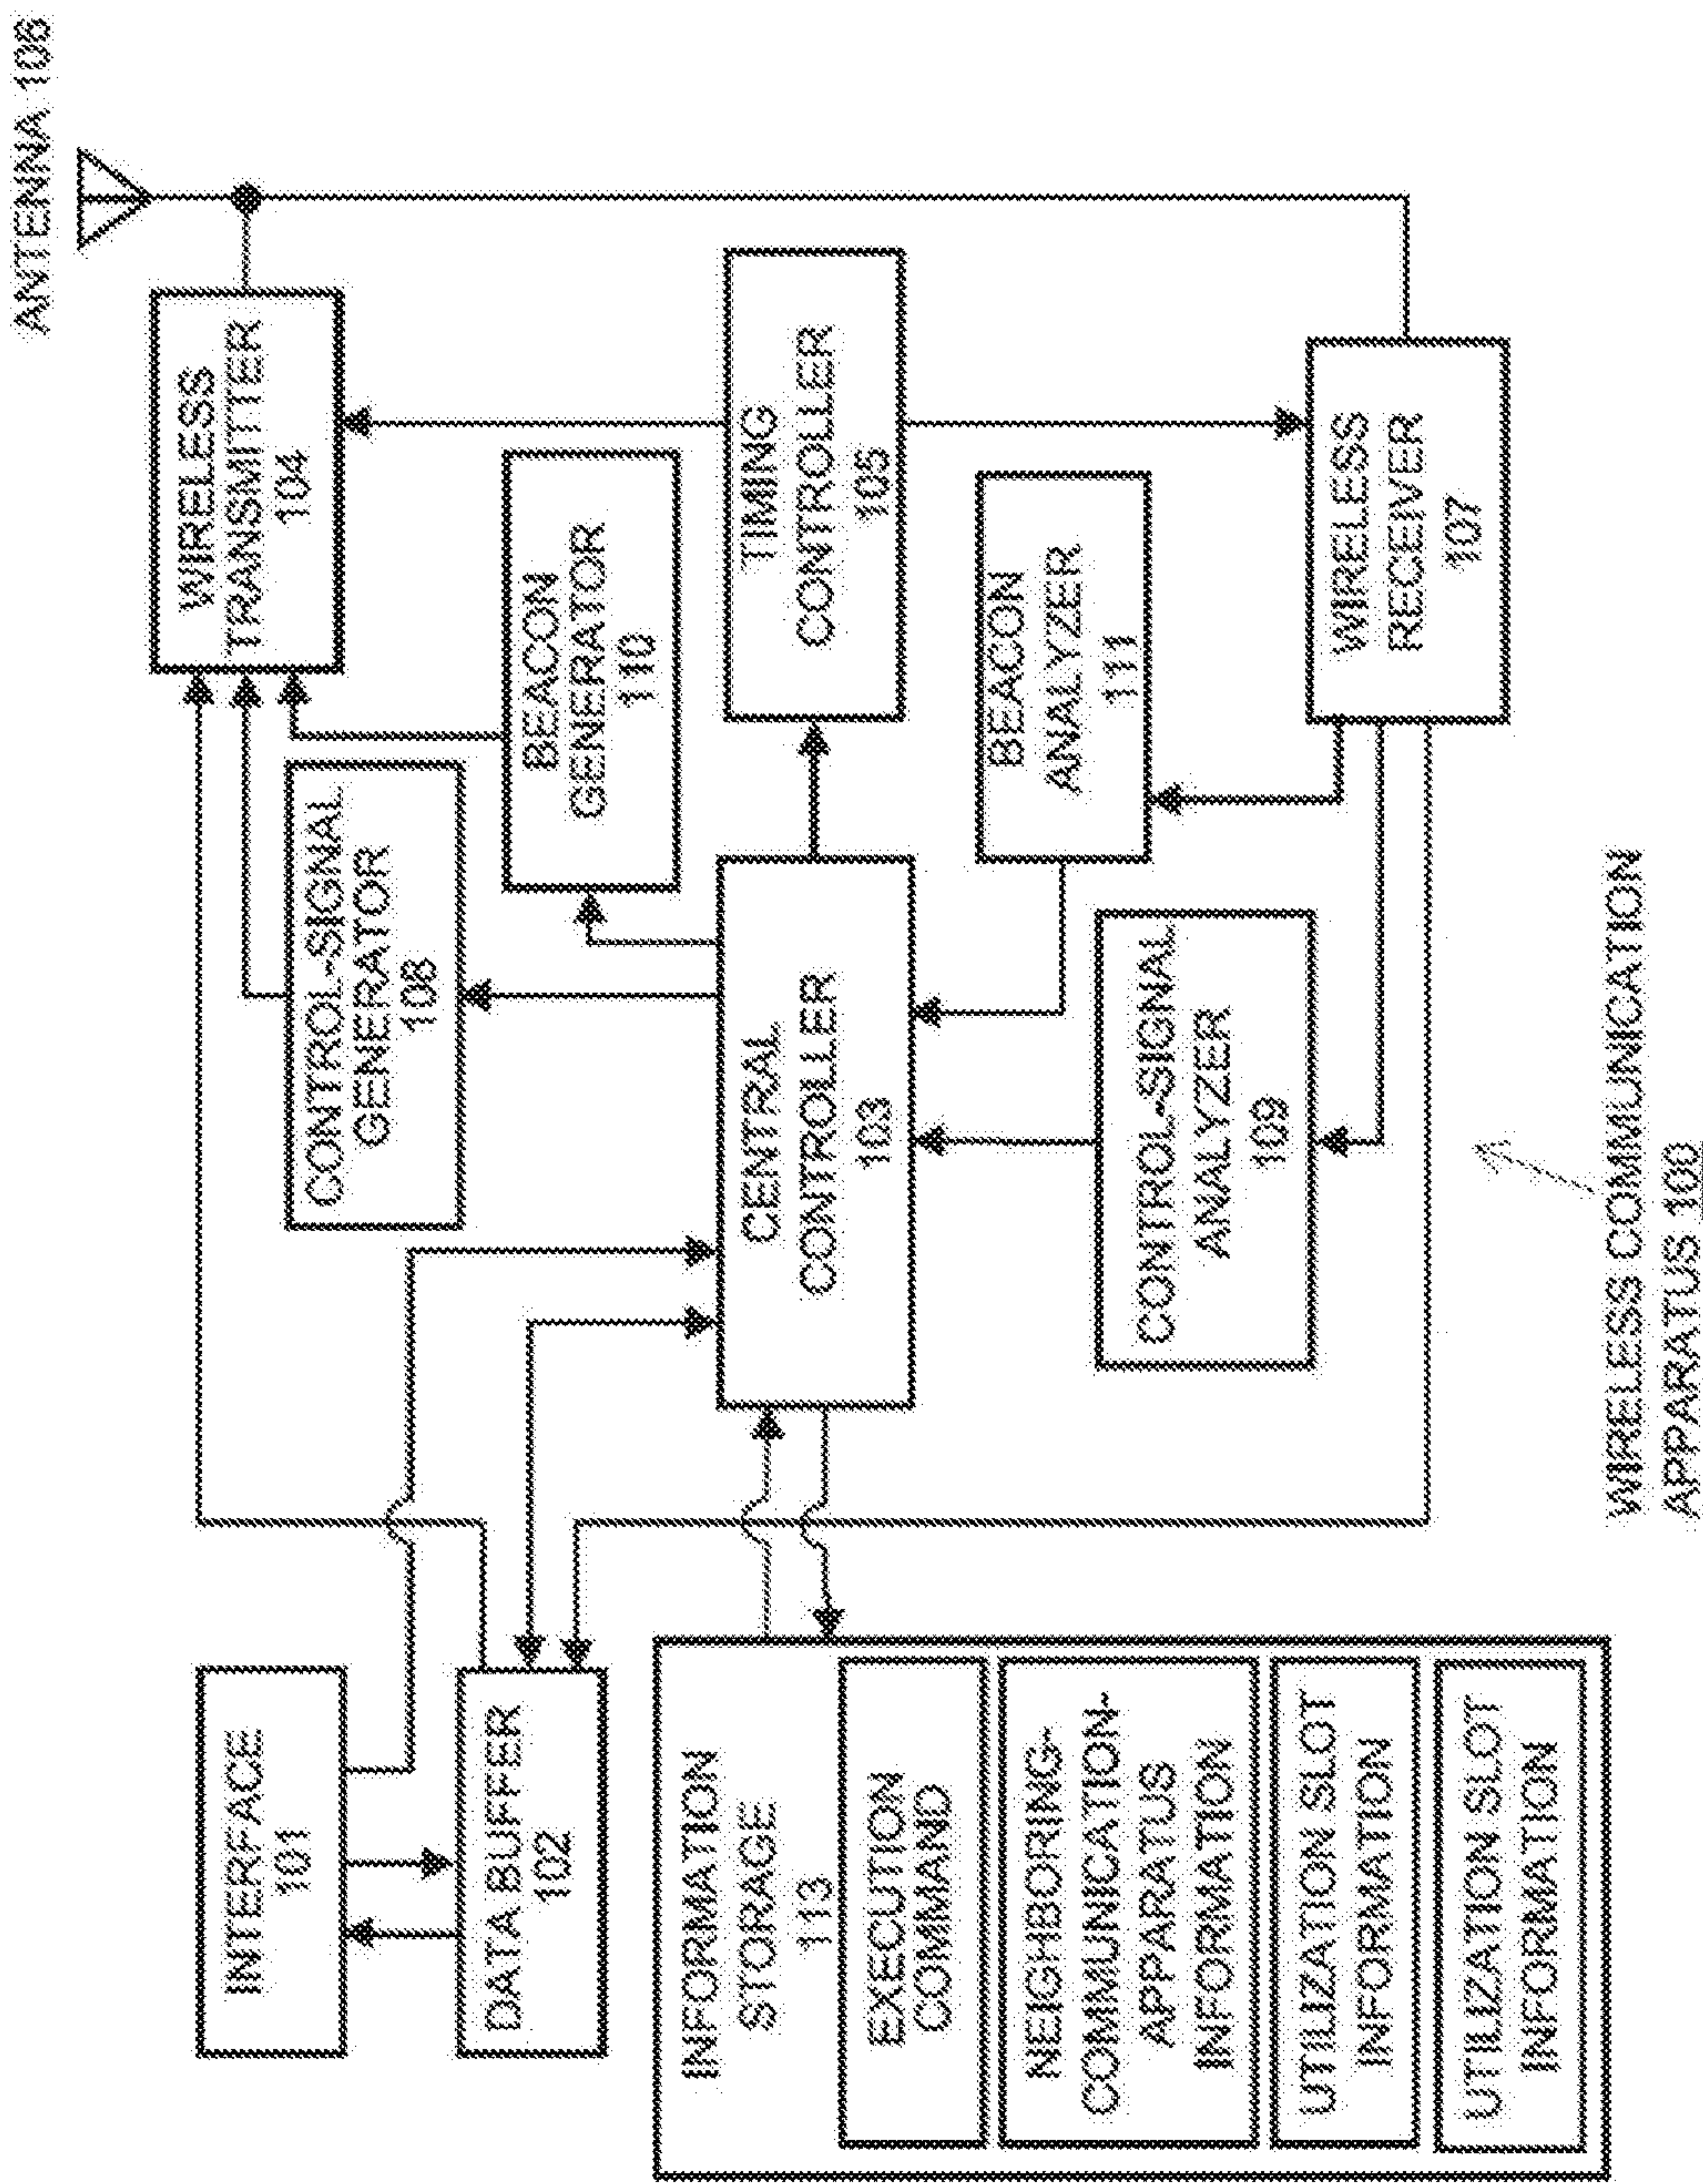 ANTENNA 106
INTERFACE
101
DATA BUFFER
102
INFORMATION
STORAGE
113
EXECUTION
COMMAND
NEIGHBORING-
COMMUNICATION-
APPARATUS
INFORMATION
UTILIZATION SLOT
INFORMATION
UTILIZATION SLOT
INFORMATION
CONTROL-SIGNAL
GENERATOR
108
CENTRAL
CONTROLLER
103
CONTROL-SIGNAL
ANALYZER
109
WIRELESS
TRANSMITTER
104
BEACON
GENERATOR
110
TIMING
CONTROLLER
105
BEACON
ANALYZER
111
WIRELESS
RECEIVER
107
WIRELESS COMMUNICATION
APPARATUS 100